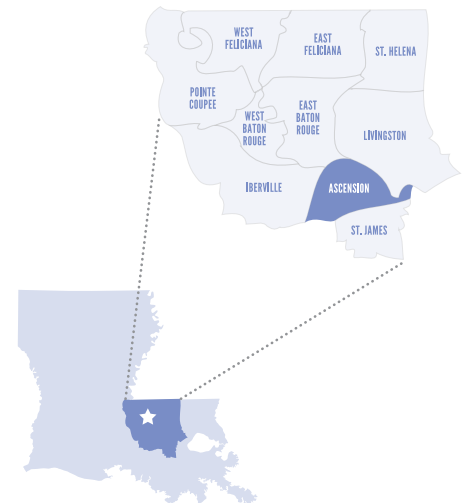 WEST
FELICIANA
EAST
FELICIANA
ST. HELENA
POINTE
COUPEE
WEST
BATON
ROUGE
EAST
BATON
ROUGE
LIVINGSTON
IBERVILLE
ASCENSION
ST. JAMES